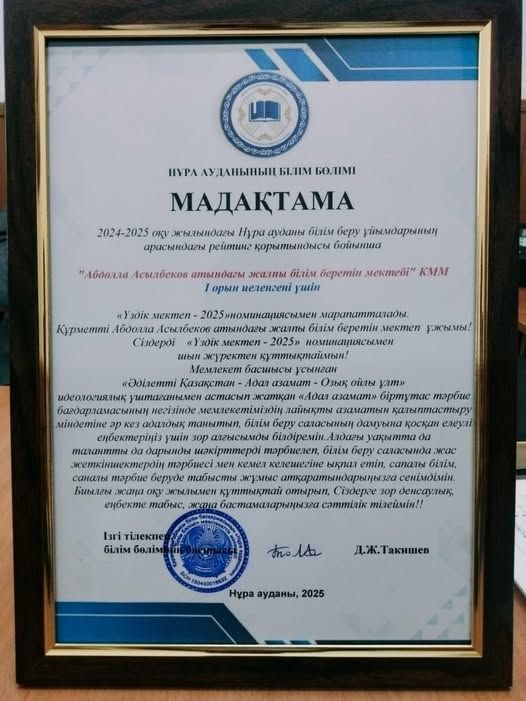 НҰРА АУДАНЫНЫҢ БІЛІМ БӨЛІМІ
МАДАҚТАМА
2024-2025 оқу жылындағы Нұра ауданы білім беру ұйымдарының
арасындағы рейтинг қорытындысы бойынша
"Абдолла Асылбеков атындағы жалпы білім беретін мектебі" КММ
I орын иеленгені үшін
«Үздік мектеп - 2025»номинациясымен марапатталады.
Құрметті Абдолла Асылбеков атындағы жалпы білім беретін мектеп ұжымы!
Сіздерді «Үздік мектеп - 2025» номинациясымен
шын жүректен құттықтаймын!
Мемлекет басшысы ұсынған
«Әділетті Қазақстан - Адал азамат - Озық ойлы ұлт»
идеологиялық ұштағанымен астасып жатқан «Адал азамат» біртұтас тәрбие
бағдарламасының негізінде мемлекетіміздің лайықты азаматын қалыптастыру
міндетіне әр кез адалдық танытып, білім беру саласының дамуына қосқан елеулі
еңбектеріңіз үшін зор алғысымды білдіремін.Алдағы уақытта да
талантты да дарынды шәкірттерді тәрбиелеп, білім беру саласында жас
жеткіншектердің тәрбиесі мен кемел келешегіне ықпал етіп, сапалы білім,
саналы тәрбие беруде табысты жұмыс атқаратындарыңызға сенімдімін.
Биылғы жаңа оқу жылымен құттықтай отырып, Сіздерге зор денсаулық,
еңбекте табыс, жаңа бастамаларыңызға сәттілік тілеймін!!
Ізгі тілекпен,
білім бөлімінің басшысы Д.Ж.Такишев
Нұра ауданы, 2025